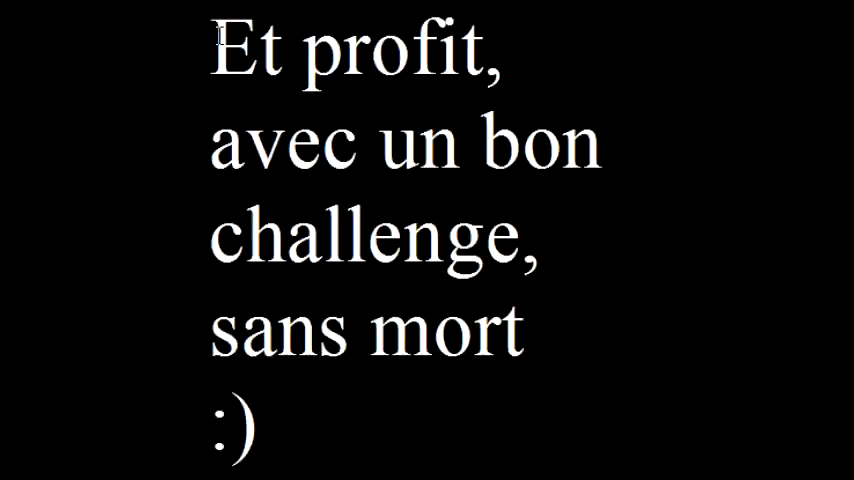 Et profit,
avec un bon
challenge,
sans mort
:)